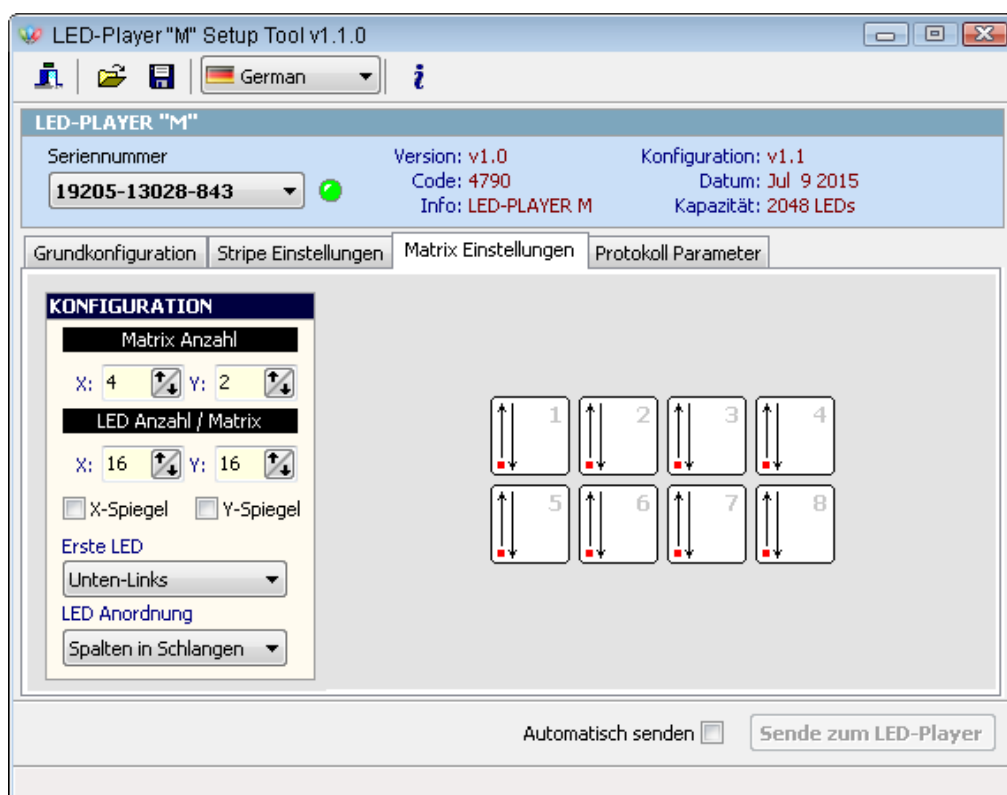 LED-Player "M" Setup Tool v1.1.0
German
i
LED-PLAYER "M"
Seriennummer
19205-13028-843
Version: v1.0
Code: 4790
Info: LED-PLAYER M
Konfiguration: v1.1
Datum: Jul 9 2015
Kapazität: 2048 LEDs
Grundkonfiguration Stripe Einstellungen Matrix Einstellungen Protokoll Parameter
KONFIGURATION
Matrix Anzahl
X: 4 Y: 2
LED Anzahl / Matrix
X: 16 Y: 16
X-Spiegel Y-Spiegel
Erste LED
Unten-Links
LED Anordnung
Spalten in Schlangen
1 2 3 4
5 6 7 8
Automatisch senden Sende zum LED-Player